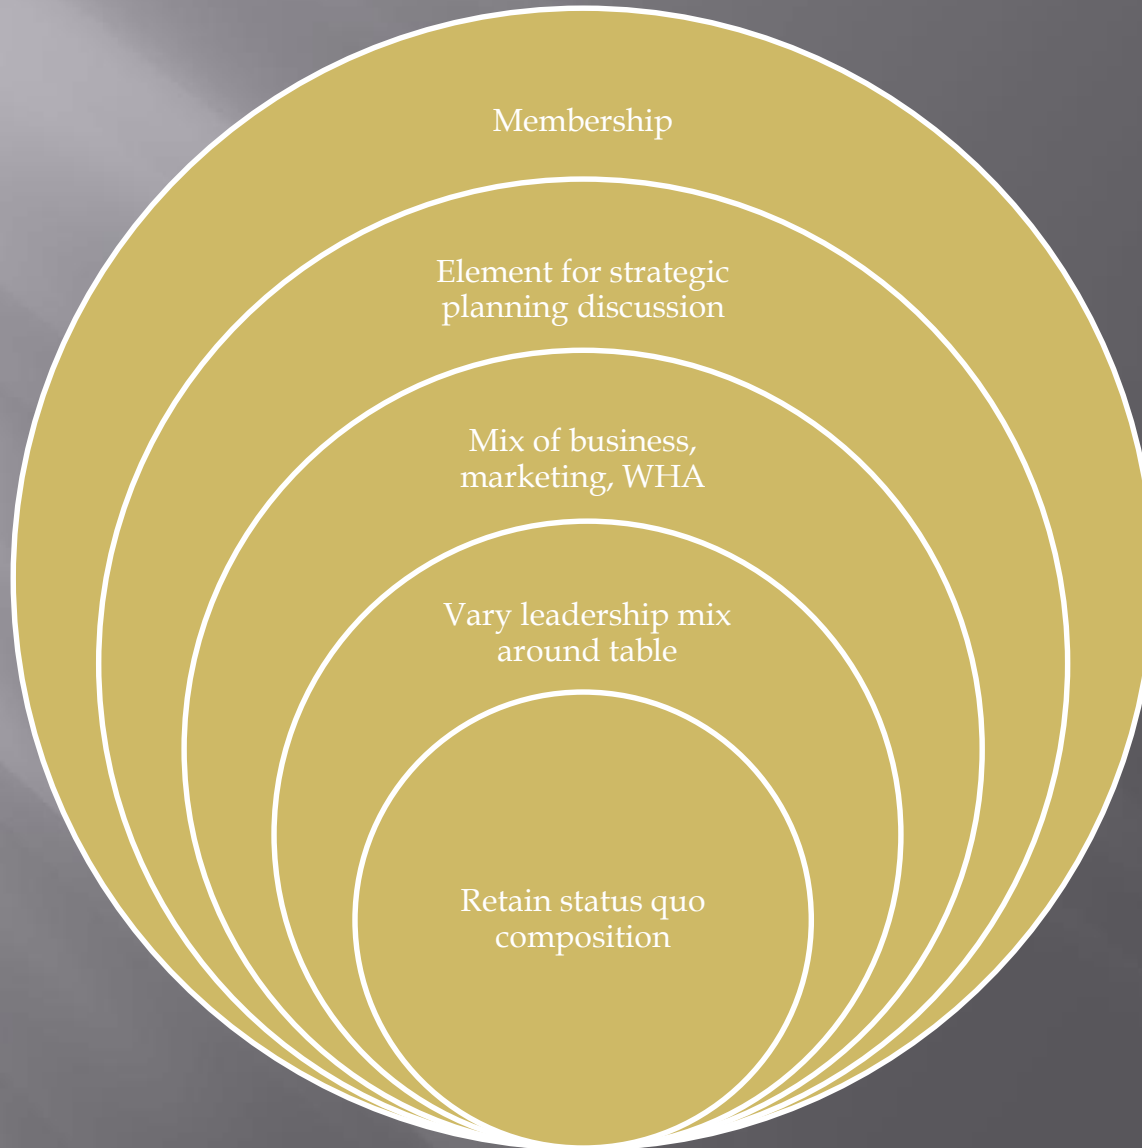 Membership
Element for strategic
planning discussion
Mix of business,
marketing, WHA
Vary leadership mix
around table
Retain status quo
composition